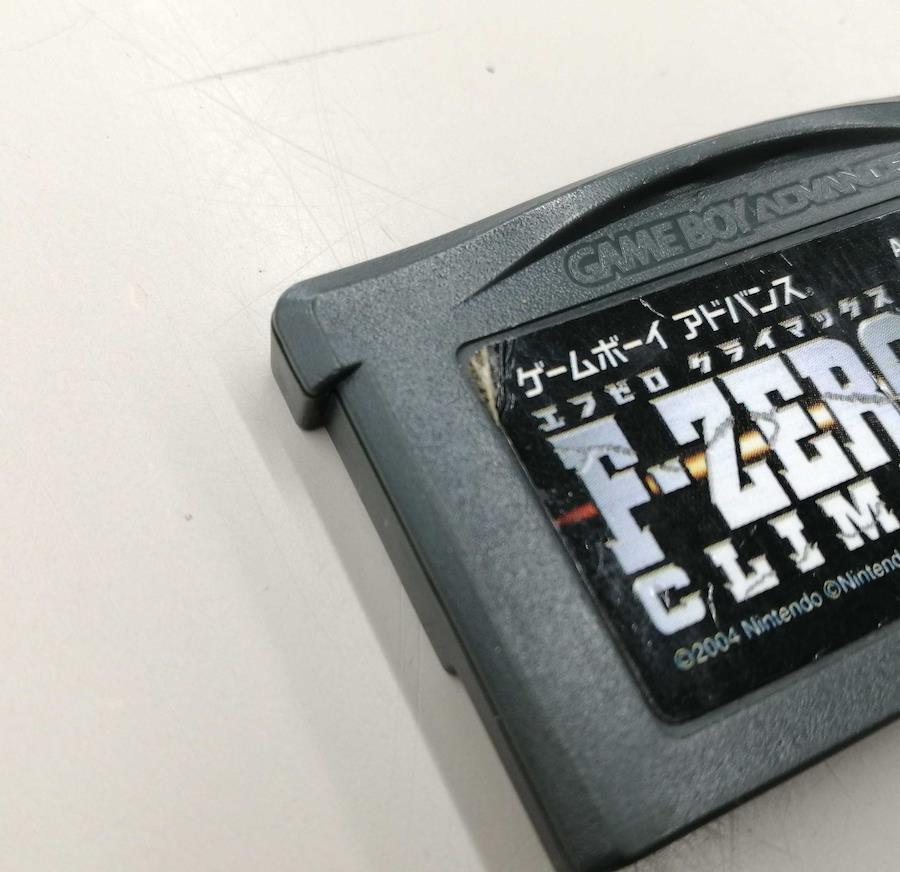 GAME BOY ADVANCE
ゲームボーイ アドバンス
エフゼロ クライマックス
F-ZERO
CLIM
©2004 Nintendo ©Nintend